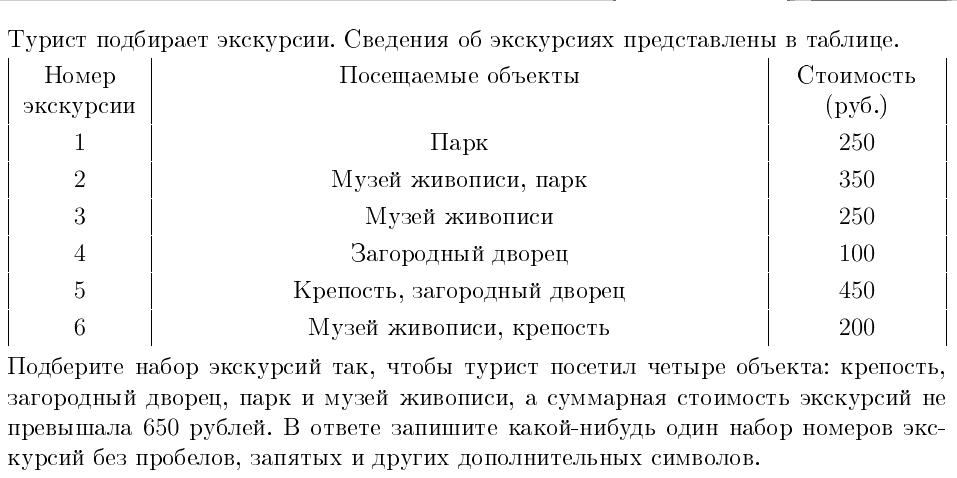 Турист подбирает экскурсии. Сведения об экскурсиях представлены в таблице.
Номер экскурсии Посещаемые объекты Стоимость (руб.)
1 Парк 250
2 Музей живописи, парк 350
3 Музей живописи 250
4 Загородный дворец 100
5 Крепость, загородный дворец 450
6 Музей живописи, крепость 200
Подберите набор экскурсий так, чтобы турист посетил четыре объекта: крепость,
загородный дворец, парк и музей живописи, а суммарная стоимость экскурсий не
превышала 650 рублей. В ответе запишите какой-нибудь один набор номеров экс-
курсий без пробелов, запятых и других дополнительных символов.